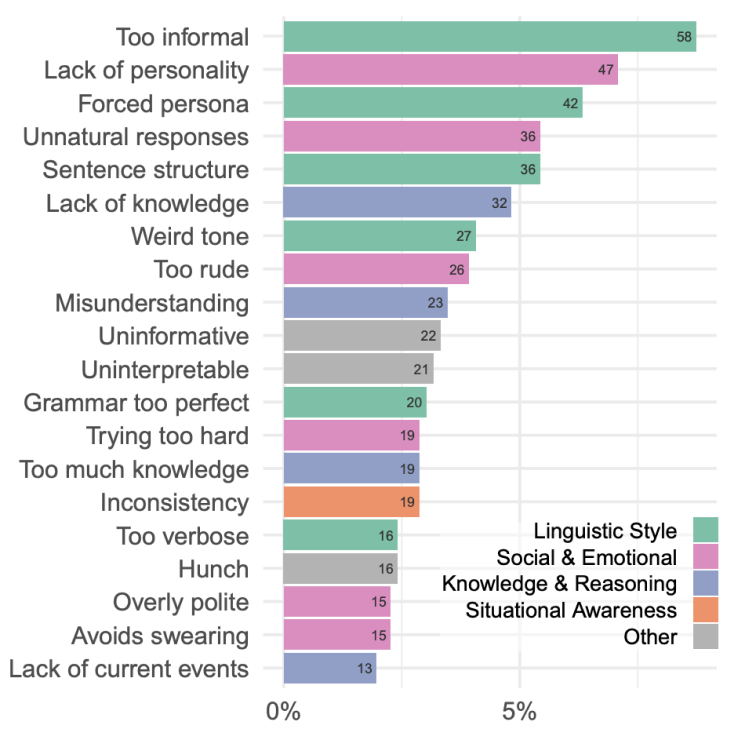 Too informal 58
Lack of personality 47
Forced persona 42
Unnatural responses 36
Sentence structure 36
Lack of knowledge 32
Weird tone 27
Too rude 26
Misunderstanding 23
Uninformative 22
Uninterpretable 21
Grammar too perfect 20
Trying too hard 19
Too much knowledge 19
Inconsistency 19
Too verbose 16
Hunch 16
Overly polite 15
Avoids swearing 15
Lack of current events 13
Linguistic Style
Social & Emotional
Knowledge & Reasoning
Situational Awareness
Other
0% 5%